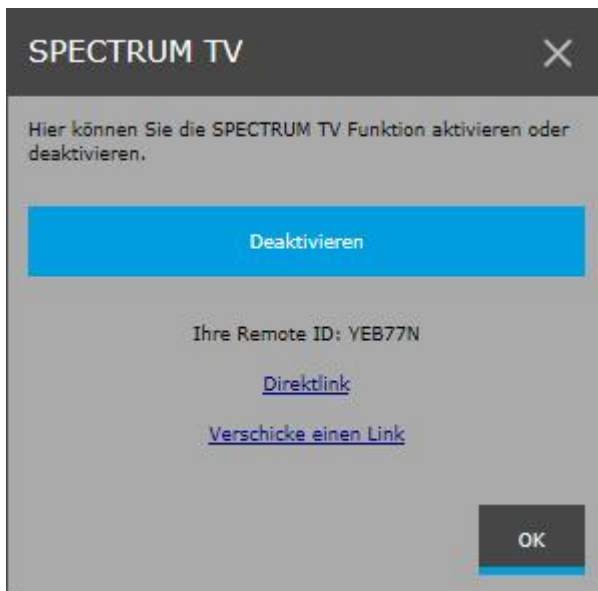 SPECTRUM TV
Hier können Sie die SPECTRUM TV Funktion aktivieren oder
deaktivieren.
Deaktivieren
Ihre Remote ID: YEB77N
Direktlink
Verschicke einen Link
OK